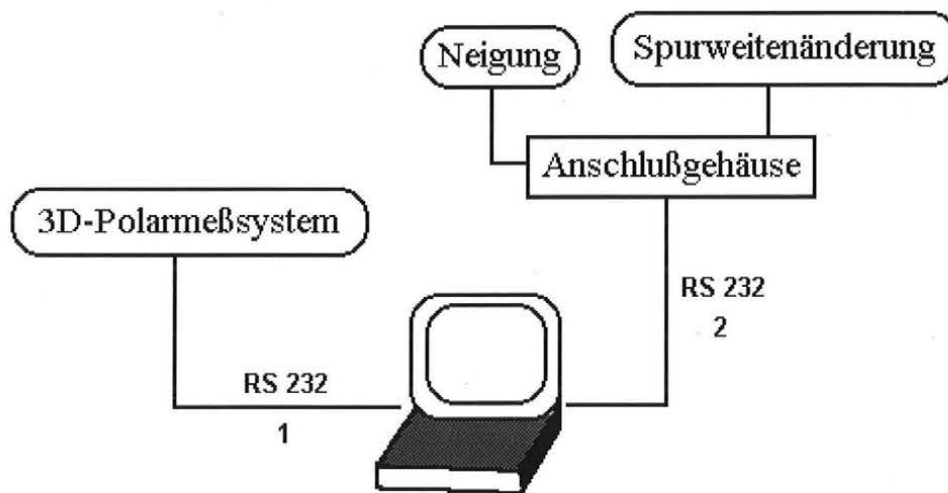 Neigung
Spurweitenänderung
Anschlußgehäuse
3D-Polarmeßsystem
RS 232
2
RS 232
1